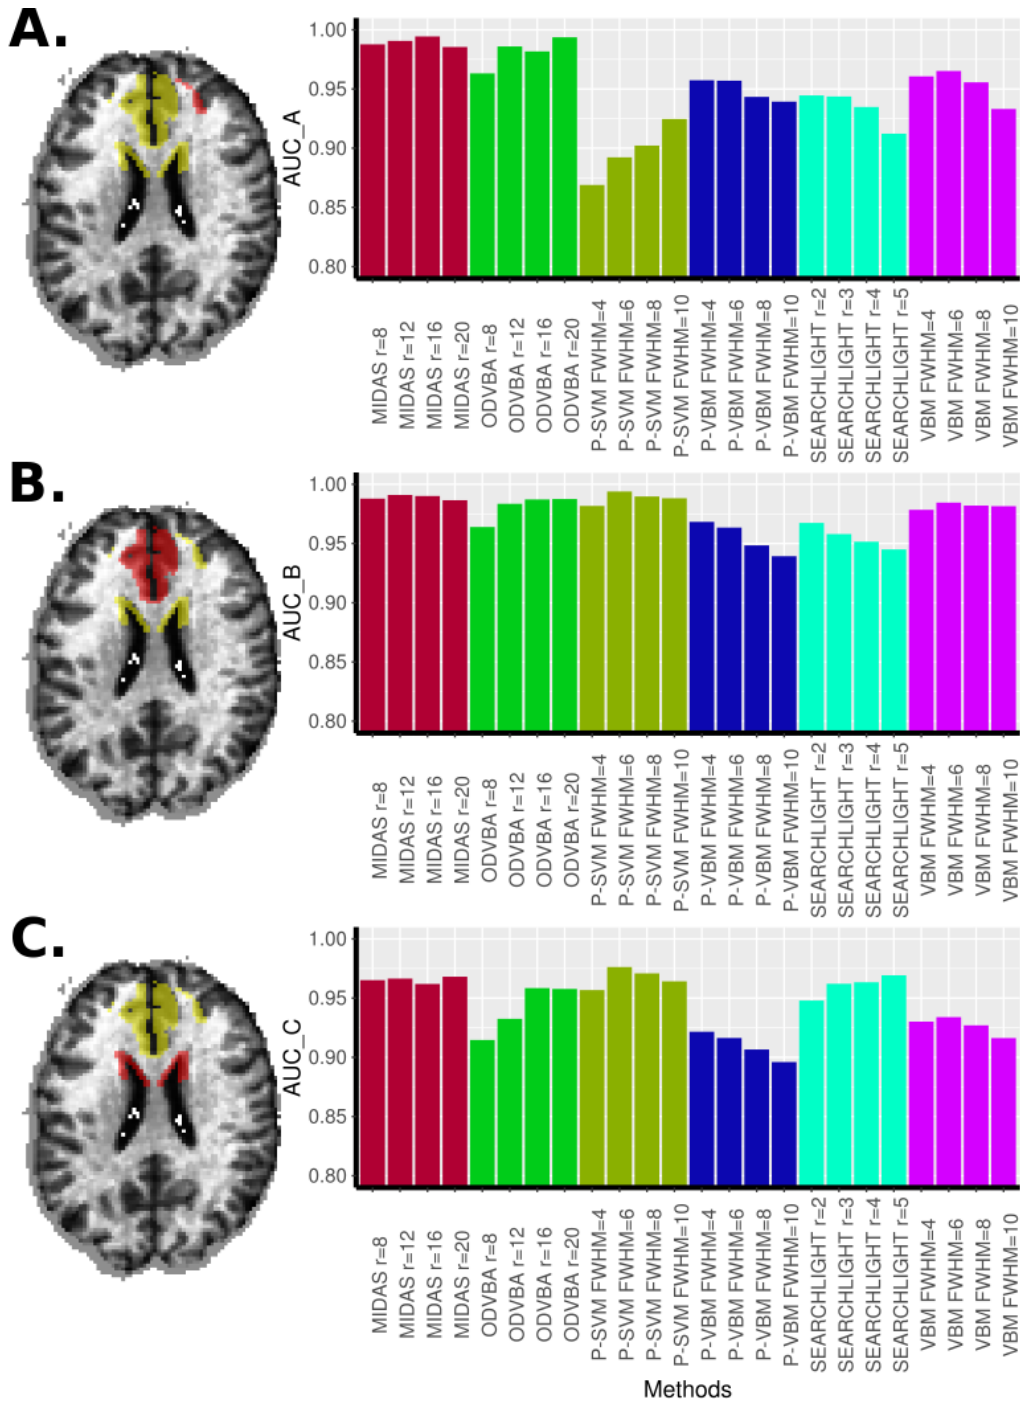 A.
AUC_A
1.00
0.95
0.90
0.85
0.80
MIDAS r=8
MIDAS r=12
MIDAS r=16
MIDAS r=20
ODVBA r=8
ODVBA r=12
ODVBA r=16
ODVBA r=20
P-SVM FWHM=4
P-SVM FWHM=6
P-SVM FWHM=8
P-SVM FWHM=10
P-VBM FWHM=4
P-VBM FWHM=6
P-VBM FWHM=8
P-VBM FWHM=10
SEARCHLIGHT r=2
SEARCHLIGHT r=3
SEARCHLIGHT r=4
SEARCHLIGHT r=5
VBM FWHM=4
VBM FWHM=6
VBM FWHM=8
VBM FWHM=10
B.
AUC_B
1.00
0.95
0.90
0.85
0.80
MIDAS r=8
MIDAS r=12
MIDAS r=16
MIDAS r=20
ODVBA r=8
ODVBA r=12
ODVBA r=16
ODVBA r=20
P-SVM FWHM=4
P-SVM FWHM=6
P-SVM FWHM=8
P-SVM FWHM=10
P-VBM FWHM=4
P-VBM FWHM=6
P-VBM FWHM=8
P-VBM FWHM=10
SEARCHLIGHT r=2
SEARCHLIGHT r=3
SEARCHLIGHT r=4
SEARCHLIGHT r=5
VBM FWHM=4
VBM FWHM=6
VBM FWHM=8
VBM FWHM=10
C.
AUC_C
1.00
0.95
0.90
0.85
0.80
MIDAS r=8
MIDAS r=12
MIDAS r=16
MIDAS r=20
ODVBA r=8
ODVBA r=12
ODVBA r=16
ODVBA r=20
P-SVM FWHM=4
P-SVM FWHM=6
P-SVM FWHM=8
P-SVM FWHM=10
P-VBM FWHM=4
P-VBM FWHM=6
P-VBM FWHM=8
P-VBM FWHM=10
SEARCHLIGHT r=2
SEARCHLIGHT r=3
SEARCHLIGHT r=4
SEARCHLIGHT r=5
VBM FWHM=4
VBM FWHM=6
VBM FWHM=8
VBM FWHM=10
Methods